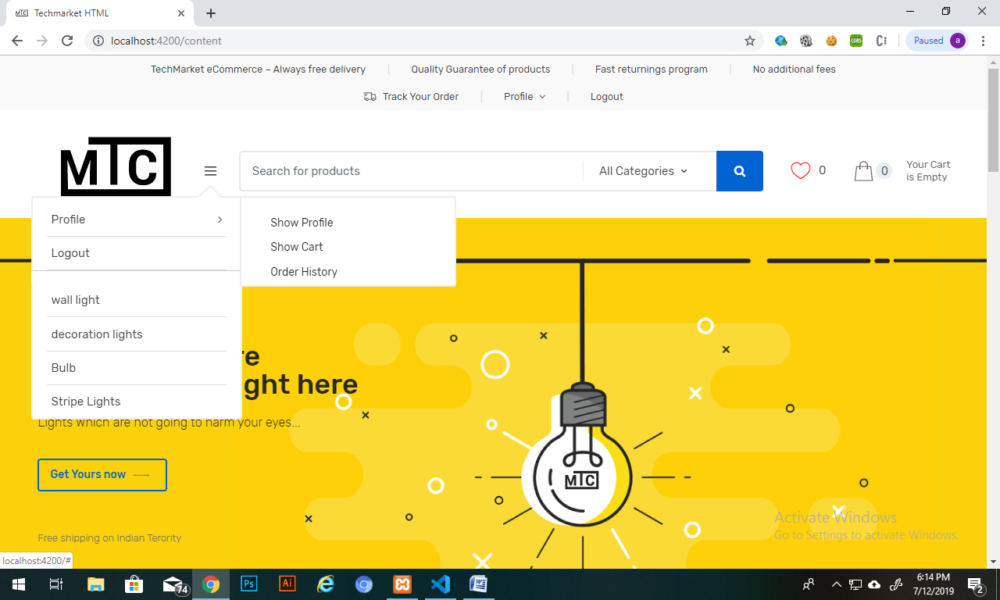 MTC Techmarket HTML
localhost:4200/content
Paused a
TechMarket eCommerce – Always free delivery Quality Guarantee of products Fast returnings program No additional fees
Track Your Order Profile Logout
MTC
Search for products All Categories
0
0
Your Cart
is Empty
Profile
Logout
wall light
decoration lights
Bulb
Stripe Lights
Show Profile
Show Cart
Order History
re
ght here
Lights which are not going to harm your eyes...
Get Yours now
Free shipping on Indian Terority
MTC
Activate Windows
Go to Settings to activate Windows.
localhost:4200/#
CORS
74
Ps
Ai
W
6:14 PM
7/12/2019
2